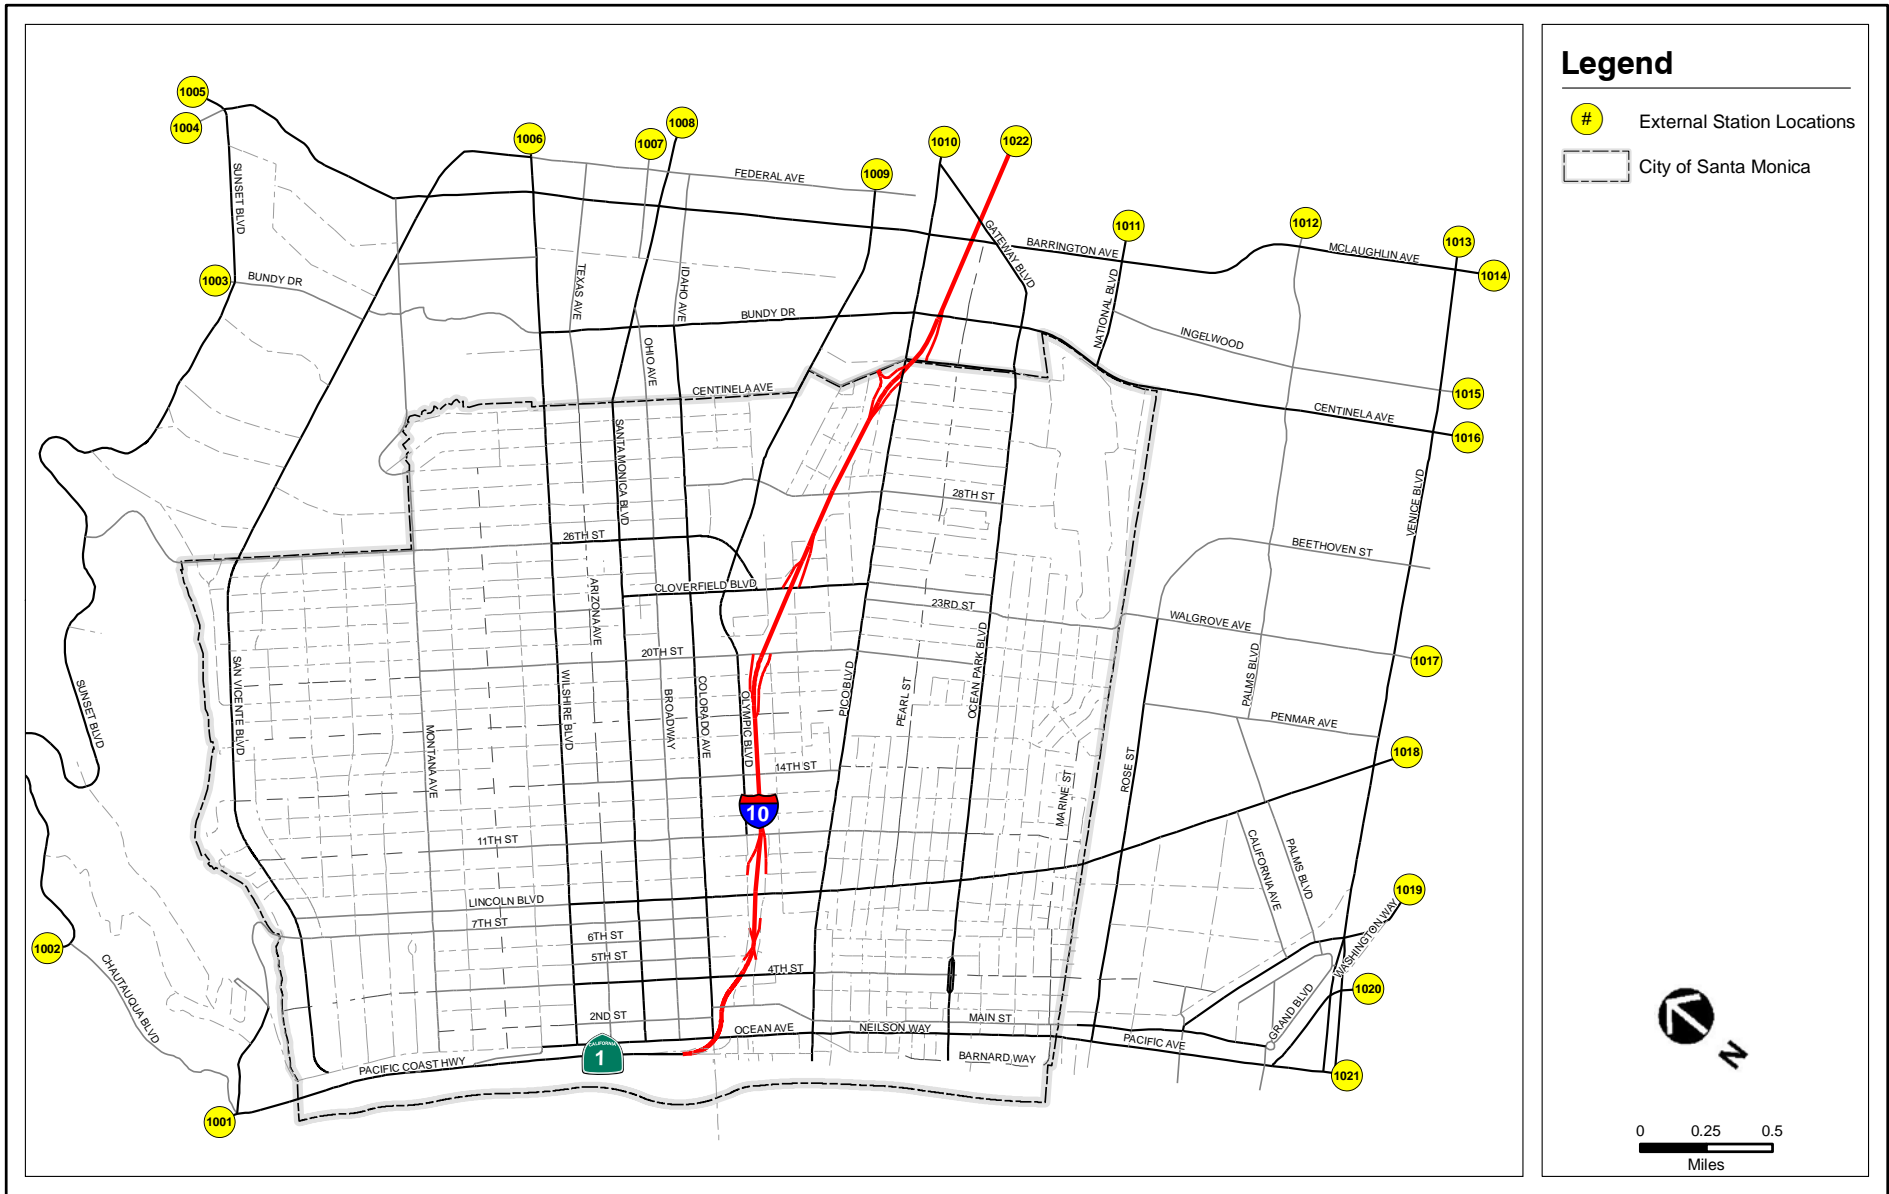 1005
1004
1006
1007
1008
1009
1010
1022
1011
1012
1013
1014
1003
1015
1016
1017
1018
1019
1020
1021
1002
1001
FEDERAL AVE
SUNSET BLVD
BUNDY DR
TEXAS AVE
IDAHO AVE
OHIO AVE
BUNDY DR
GATEWAY BLVD
BARRINGTON AVE
MCLAUGHLIN AVE
NATIONAL BLVD
INGELWOOD
CENTINELA AVE
CENTINELA AVE
SANTA MONICA BLVD
28TH ST
VENICE BLVD
26TH ST
BEETHOVEN ST
CLOVERFIELD BLVD
ARIZONA AVE
23RD ST
WALGROVE AVE
20TH ST
SUNSET BLVD
SAN VICENTE BLVD
MONTANA AVE
WILSHIRE BLVD
BROADWAY
COLORADO AVE
OLYMPIC BLVD
PICO BLVD
PEARL ST
OCEAN PARK BLVD
PALMS BLVD
PENMAR AVE
14TH ST
10
MARINE ST
ROSE ST
11TH ST
CALIFORNIA AVE
PALMS BLVD
LINCOLN BLVD
7TH ST
6TH ST
5TH ST
4TH ST
WASHINGTON WAY
CHAUTAUQUA BLVD
2ND ST
OCEAN AVE
NEILSON WAY
MAIN ST
GRAND BLVD
PACIFIC AVE
BARNARD WAY
PACIFIC COAST HWY
CALIFORNIA
1
Legend
# External Station Locations
City of Santa Monica
N
0 0.25 0.5
Miles